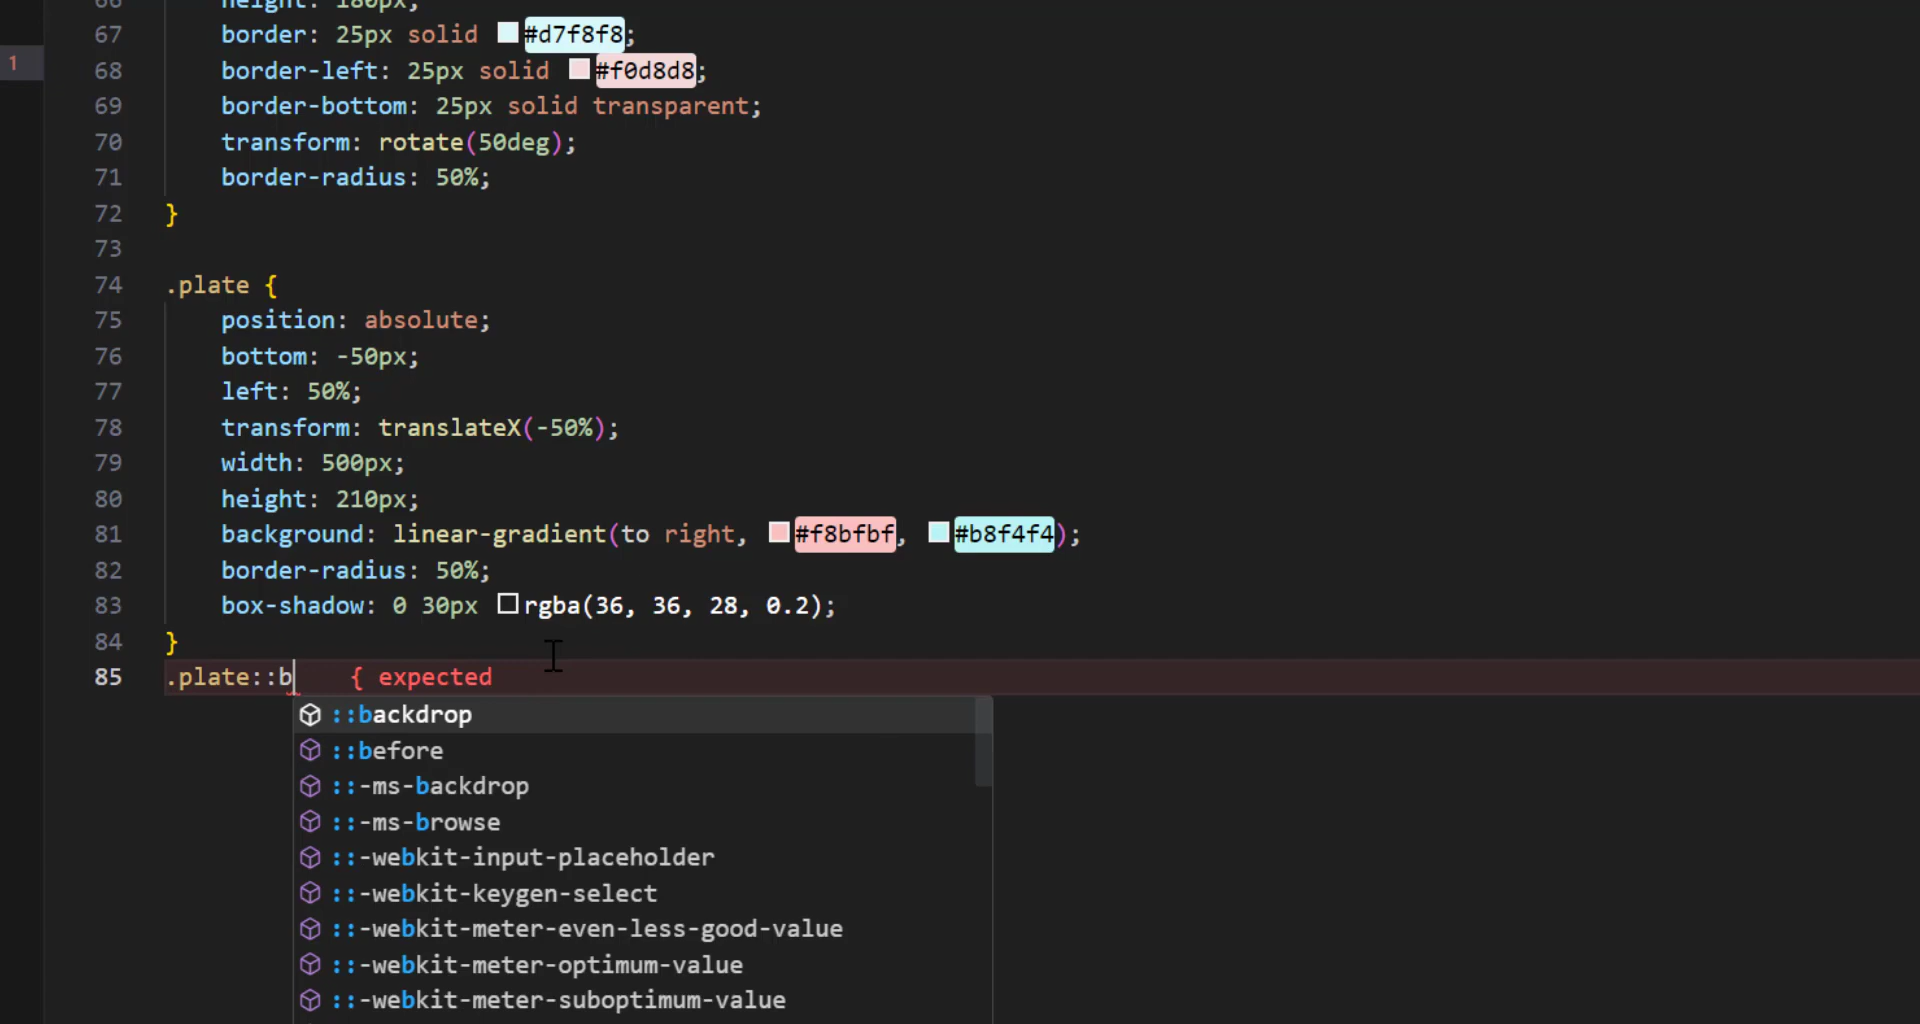 66 height: 180px;
67 border: 25px solid #d7f8f8;
1
68 border-left: 25px solid #f0d8d8;
69 border-bottom: 25px solid transparent;
70 transform: rotate(50deg);
71 border-radius: 50%;
72 }
73
74 .plate {
75 position: absolute;
76 bottom: -50px;
77 left: 50%;
78 transform: translateX(-50%);
79 width: 500px;
80 height: 210px;
81 background: linear-gradient(to right, #f8bfbf, #b8f4f4);
82 border-radius: 50%;
83 box-shadow: 0 30px rgba(36, 36, 28, 0.2);
84 }
85 .plate::b { expected
::backdrop
::before
::-ms-backdrop
::-ms-browse
::-webkit-input-placeholder
::-webkit-keygen-select
::-webkit-meter-even-less-good-value
::-webkit-meter-optimum-value
::-webkit-meter-suboptimum-value